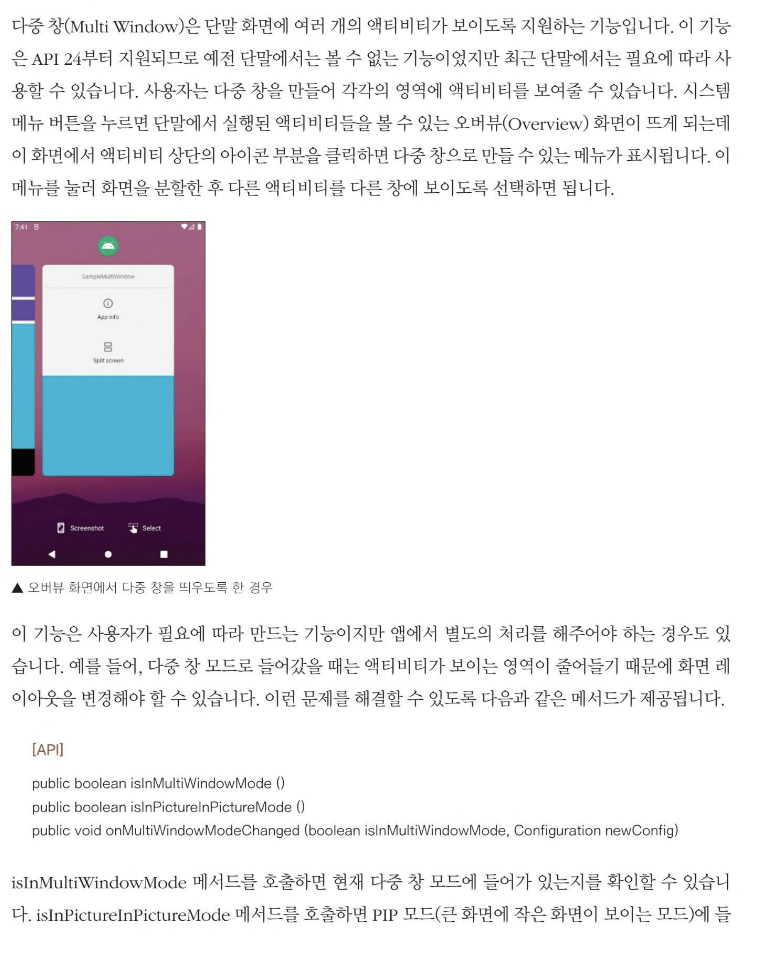 다중 창(Multi Window)은 단말 화면에 여러 개의 액티비티가 보이도록 지원하는 기능입니다. 이 기능
은 API 24부터 지원되므로 예전 단말에서는 볼 수 없는 기능이었지만 최근 단말에서는 필요에 따라 사
용할 수 있습니다. 사용자는 다중 창을 만들어 각각의 영역에 액티비티를 보여줄 수 있습니다. 시스템
메뉴 버튼을 누르면 단말에서 실행된 액티비티들을 볼 수 있는 오버뷰(Overview) 화면이 뜨게 되는데
이 화면에서 액티비티 상단의 아이콘 부분을 클릭하면 다중 창으로 만들 수 있는 메뉴가 표시됩니다. 이
메뉴를 눌러 화면을 분할한 후 다른 액티비티를 다른 창에 보이도록 선택하면 됩니다.
7:41
SampleMultiWindow
App info
Split screen
Screenshot Select
▲ 오버뷰 화면에서 다중 창을 띄우도록 한 경우
이 기능은 사용자가 필요에 따라 만드는 기능이지만 앱에서 별도의 처리를 해주어야 하는 경우도 있
습니다. 예를 들어, 다중 창 모드로 들어갔을 때는 액티비티가 보이는 영역이 줄어들기 때문에 화면 레
이아웃을 변경해야 할 수 있습니다. 이런 문제를 해결할 수 있도록 다음과 같은 메서드가 제공됩니다.
[API]
public boolean isInMultiWindowMode ()
public boolean isInPictureInPictureMode ()
public void onMultiWindowModeChanged (boolean isInMultiWindowMode, Configuration newConfig)
isInMultiWindowMode 메서드를 호출하면 현재 다중 창 모드에 들어가 있는지를 확인할 수 있습니
다. isInPictureInPictureMode 메서드를 호출하면 PIP 모드(큰 화면에 작은 화면이 보이는 모드)에 들